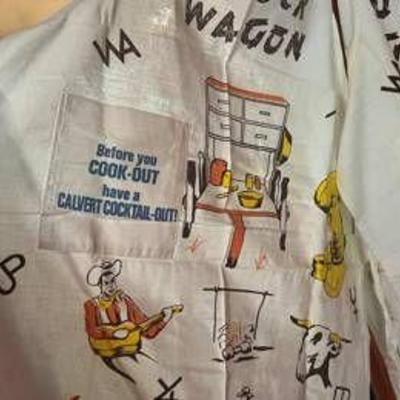 WAGON
Before you
COOK-OUT
have a
CALVERT COCKTAIL-OUT!